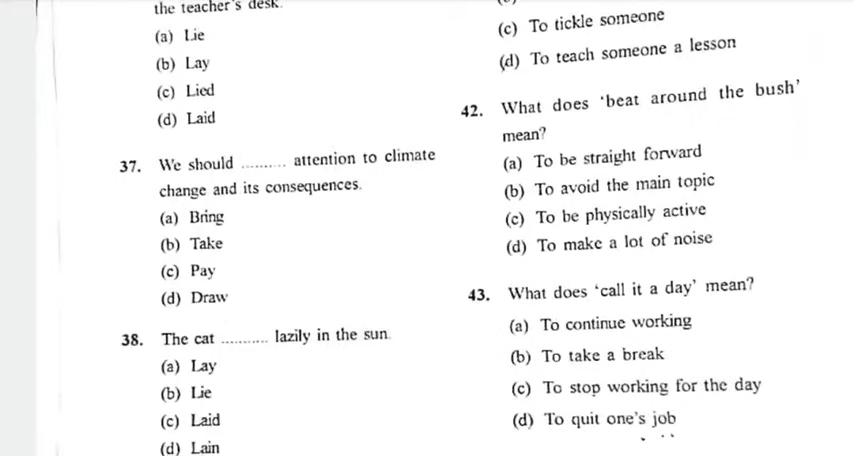 the teacher's desk.
(a) Lie
(b) Lay
(c) Lied
(d) Laid
37. We should .......... attention to climate
change and its consequences.
(a) Bring
(b) Take
(c) Pay
(d) Draw
38. The cat ........... lazily in the sun.
(a) Lay
(b) Lie
(c) Laid
(d) Lain
(c) To tickle someone
(d) To teach someone a lesson
42. What does 'beat around the bush'
mean?
(a) To be straight forward
(b) To avoid the main topic
(c) To be physically active
(d) To make a lot of noise
43. What does 'call it a day' mean?
(a) To continue working
(b) To take a break
(c) To stop working for the day
(d) To quit one's job